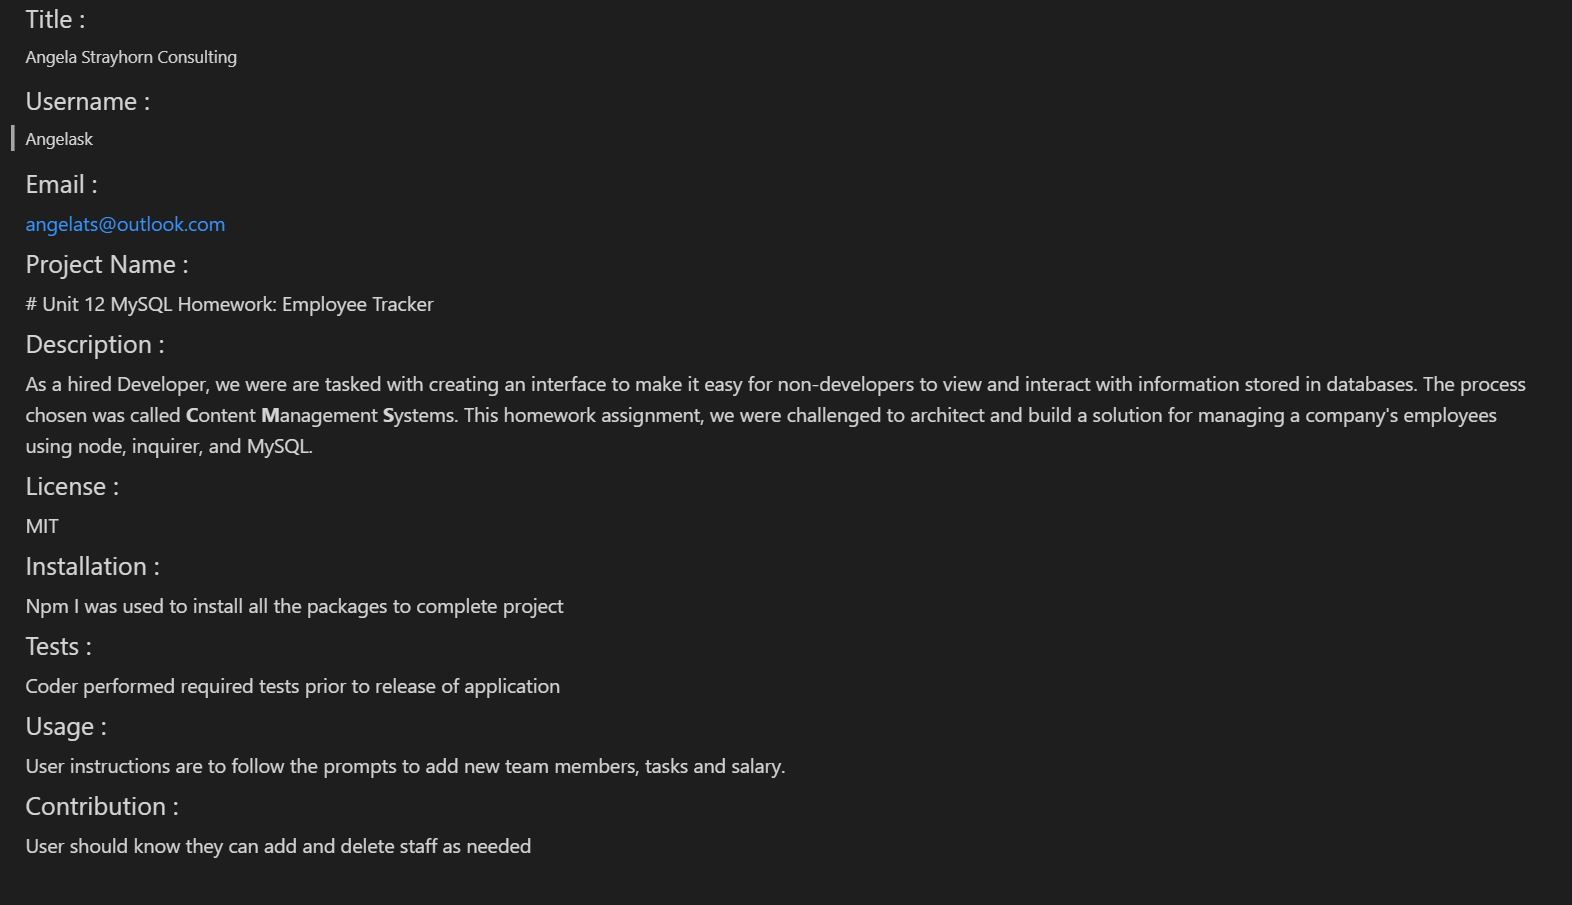 Title :
Angela Strayhorn Consulting
Username :
Angelask
Email :
angelats@outlook.com
Project Name :
# Unit 12 MySQL Homework: Employee Tracker
Description :
As a hired Developer, we were are tasked with creating an interface to make it easy for non-developers to view and interact with information stored in databases. The process
chosen was called Content Management Systems. This homework assignment, we were challenged to architect and build a solution for managing a company's employees
using node, inquirer, and MySQL.
License :
MIT
Installation :
Npm I was used to install all the packages to complete project
Tests :
Coder performed required tests prior to release of application
Usage :
User instructions are to follow the prompts to add new team members, tasks and salary.
Contribution :
User should know they can add and delete staff as needed